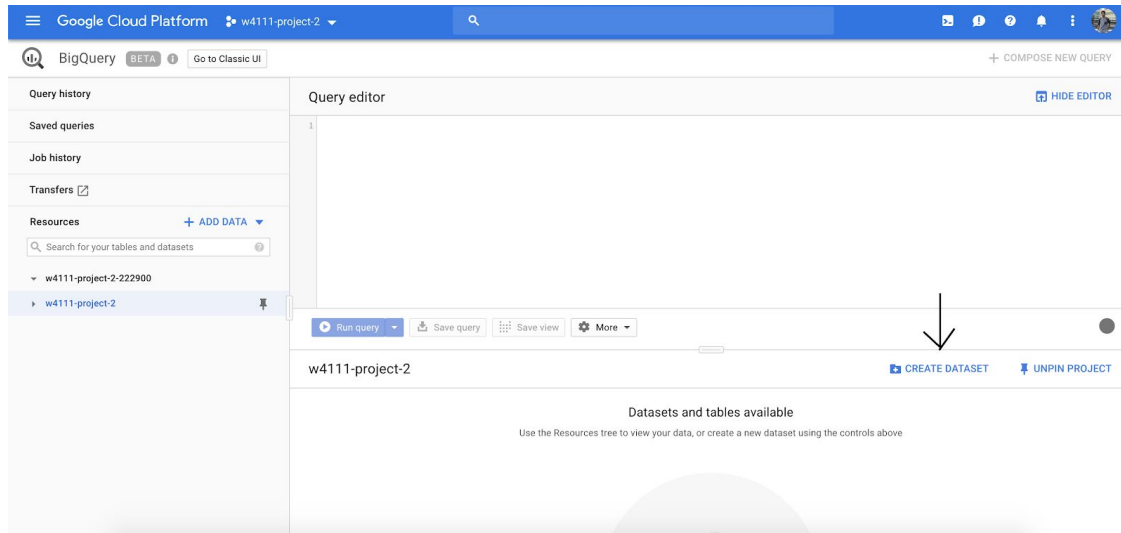 Google Cloud Platform w4111-project-2
BigQuery BETA Go to Classic UI + COMPOSE NEW QUERY
Query history
Saved queries
Job history
Transfers
Resources + ADD DATA
Search for your tables and datasets
w4111-project-2-222900
w4111-project-2
Query editor HIDE EDITOR
1
Run query Save query Save view More
w4111-project-2 CREATE DATASET UNPIN PROJECT
Datasets and tables available
Use the Resources tree to view your data, or create a new dataset using the controls above